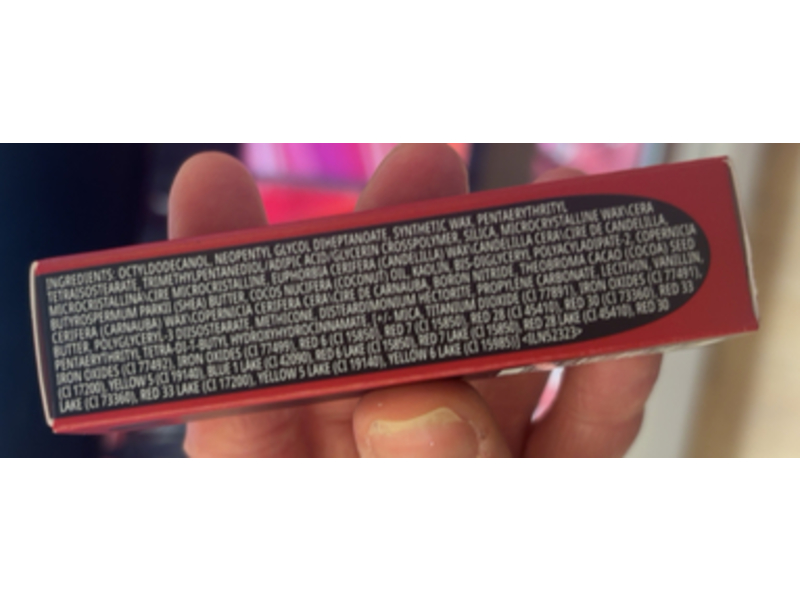 INGREDIENTS: OCTYLDODECANOL, NEOPENTYL GLYCOL DIHEPTANOATE, SYNTHETIC WAX, PENTAERYTHRITYL
TETRAISOSTEARATE, TRIMETHYLPENTANEDIOL/ADIPIC ACID/GLYCERIN CROSSPOLYMER, SILICA, MICROCRYSTALLINE WAX\CERA
MICROCRISTALLINA\CIRE MICROCRISTALLINE, EUPHORBIA CERIFERA (CANDELILLA) WAX\CANDELILLA CERA\CIRE DE CANDELILLA,
BUTYROSPERMUM PARKII (SHEA) BUTTER, COCOS NUCIFERA (COCONUT) OIL, KAOLIN, BIS-DIGLYCERYL POLYACYLADIPATE-2, COPERNICIA
CERIFERA (CARNAUBA) WAX\COPERNICIA CERIFERA CERA\CIRE DE CARNAUBA, BORON NITRIDE, THEOBROMA CACAO (COCOA) SEED
BUTTER, POLYGLYCERYL-2 DIISOSTEARATE, METHICONE, DISTEARDIMONIUM HECTORITE, PROPYLENE CARBONATE, LECITHIN, VANILLIN,
PENTAERYTHRITYL TETRA-DI-T-BUTYL HYDROXYHYDROCINNAMATE, [+/- MICA, TITANIUM DIOXIDE (CI 77891), IRON OXIDES (CI 77491),
IRON OXIDES (CI 77492), IRON OXIDES (CI 77499), RED 6 (CI 15850), RED 7 (CI 15850), RED 28 (CI 45410), RED 30 (CI 73360), RED 33
(CI 17200), YELLOW 5 (CI 19140), BLUE 1 LAKE (CI 42090), RED 6 LAKE (CI 15850), RED 7 LAKE (CI 15850), RED 28 LAKE (CI 45410), RED 30
LAKE (CI 73360), RED 33 LAKE (CI 17200), YELLOW 5 LAKE (CI 19140), YELLOW 6 LAKE (CI 15985)] <ILN52323>